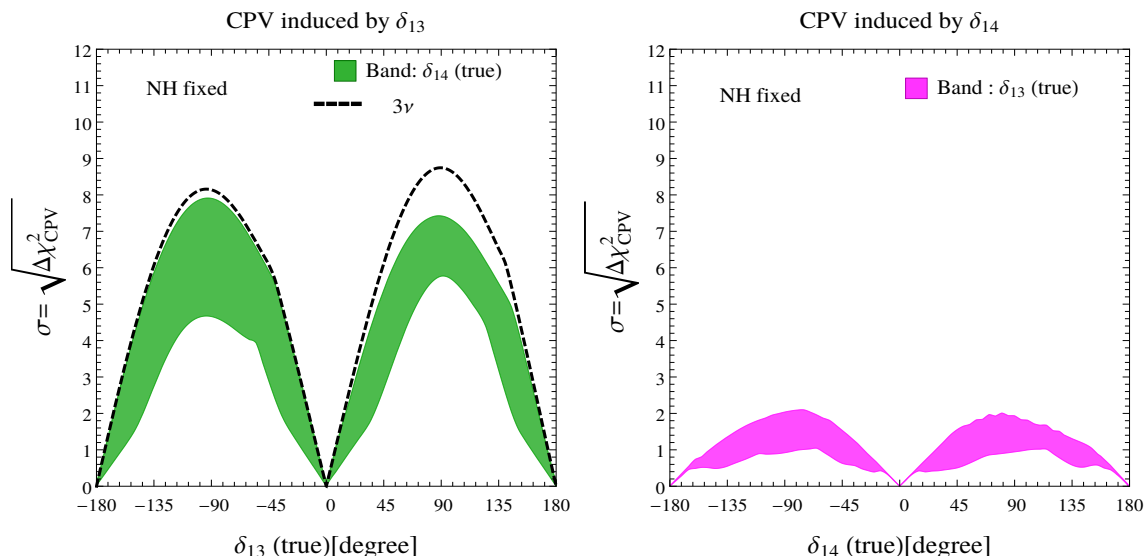 CPV induced by δ13
12
11
10
9
8
7
6
5
4
3
2
1
0
NH fixed
Band: δ14 (true)
3ν
σ=√Δχ²CPV
−180 −135 −90 −45 0 45 90 135 180
δ13 (true)[degree]
CPV induced by δ14
12
11
10
9
8
7
6
5
4
3
2
1
0
NH fixed
Band : δ13 (true)
σ=√Δχ²CPV
−180 −135 −90 −45 0 45 90 135 180
δ14 (true)[degree]